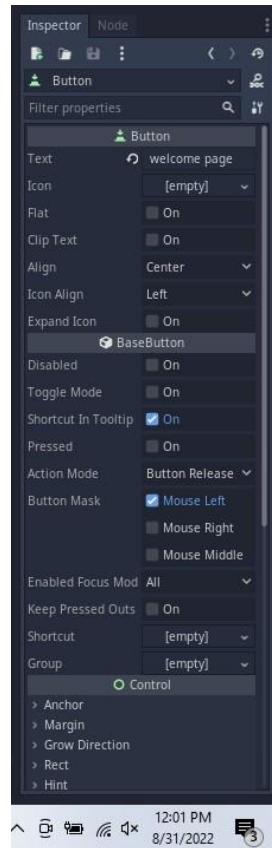 Inspector Node
Button
Filter properties
Button
Text welcome page
Icon [empty]
Flat On
Clip Text On
Align Center
Icon Align Left
Expand Icon On
BaseButton
Disabled On
Toggle Mode On
Shortcut In Tooltip On
Pressed On
Action Mode Button Release
Button Mask Mouse Left
Mouse Right
Mouse Middle
Enabled Focus Mod All
Keep Pressed Outs On
Shortcut [empty]
Group [empty]
Control
Anchor
Margin
Grow Direction
Rect
Hint
12:01 PM
8/31/2022
3